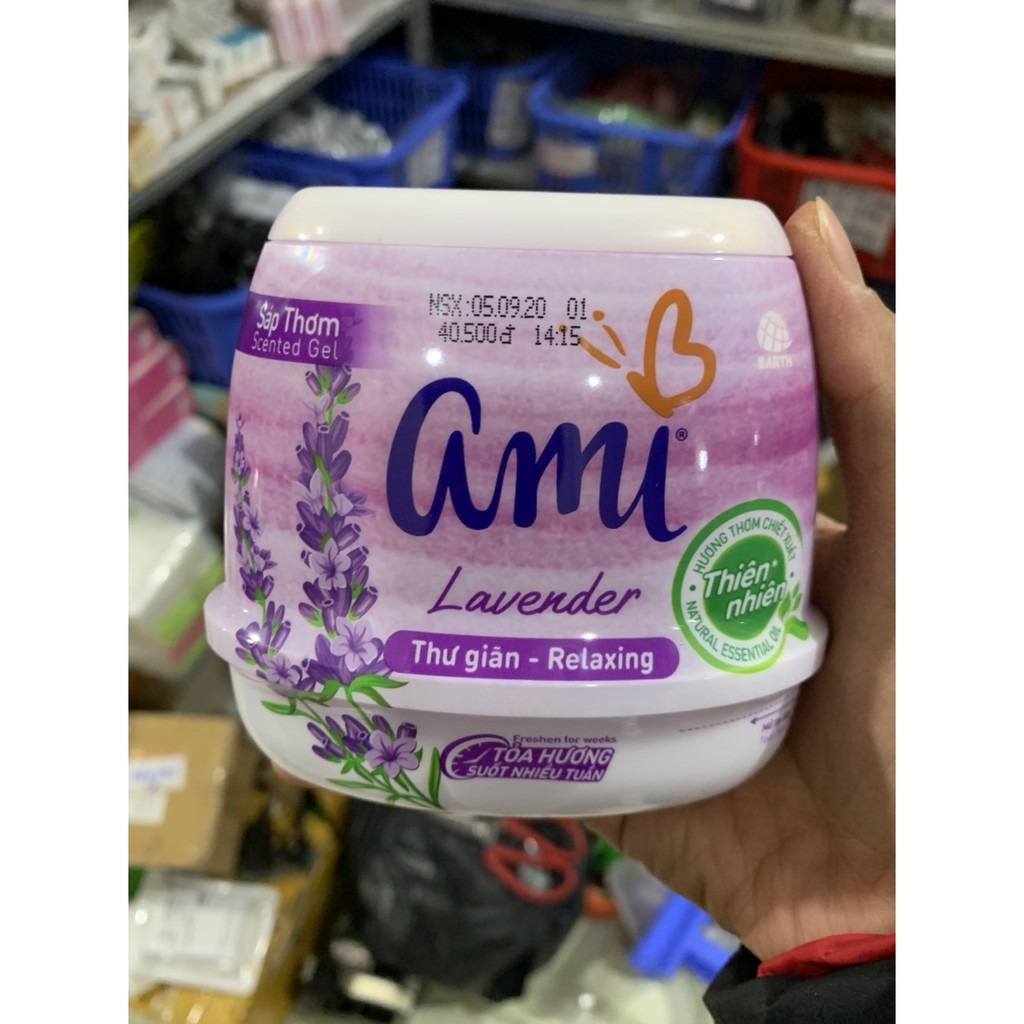 Sáp Thơm
Scented Gel
NSX:05.09.20 01
40.500đ 14:15
EARTH
ami®
Lavender
Thư giãn - Relaxing
HƯƠNG THƠM CHIẾT XUẤT
Thiên*
nhiên
NATURAL ESSENTIAL OIL
Freshen for weeks
TỎA HƯƠNG
SUỐT NHIỀU TUẦN